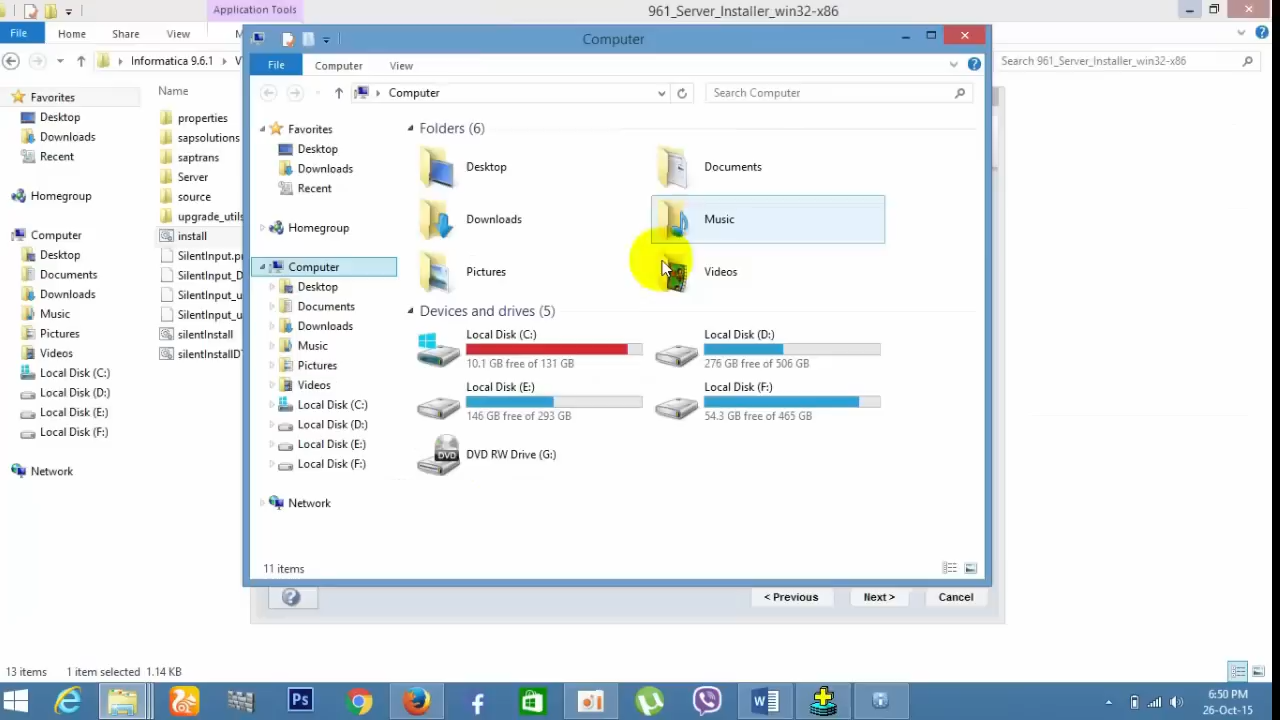 Application Tools
961_Server_Installer_win32-x86
File
Home
Share
View
M
Informatica 9.6.1
V
Search 961_Server_Installer_win32-x86
Favorites
Desktop
Downloads
Recent
Homegroup
Computer
Desktop
Documents
Downloads
Music
Pictures
Videos
Local Disk (C:)
Local Disk (D:)
Local Disk (E:)
Local Disk (F:)
Network
Name
properties
sapsolutions
saptrans
Server
source
upgrade_utils
install
SilentInput.pr
SilentInput_D
SilentInput_u
SilentInput_u
silentInstall
silentInstallD
13 items 1 item selected 1.14 KB
Computer
File
Computer
View
Computer
Search Computer
Favorites
Desktop
Downloads
Recent
Homegroup
Computer
Desktop
Documents
Downloads
Music
Pictures
Videos
Local Disk (C:)
Local Disk (D:)
Local Disk (E:)
Local Disk (F:)
Network
Folders (6)
Desktop
Documents
Downloads
Music
Pictures
Videos
Devices and drives (5)
Local Disk (C:)
10.1 GB free of 131 GB
Local Disk (D:)
276 GB free of 506 GB
Local Disk (E:)
146 GB free of 293 GB
Local Disk (F:)
54.3 GB free of 465 GB
DVD
DVD RW Drive (G:)
11 items
< Previous
Next >
Cancel
Ps
6:50 PM
26-Oct-15